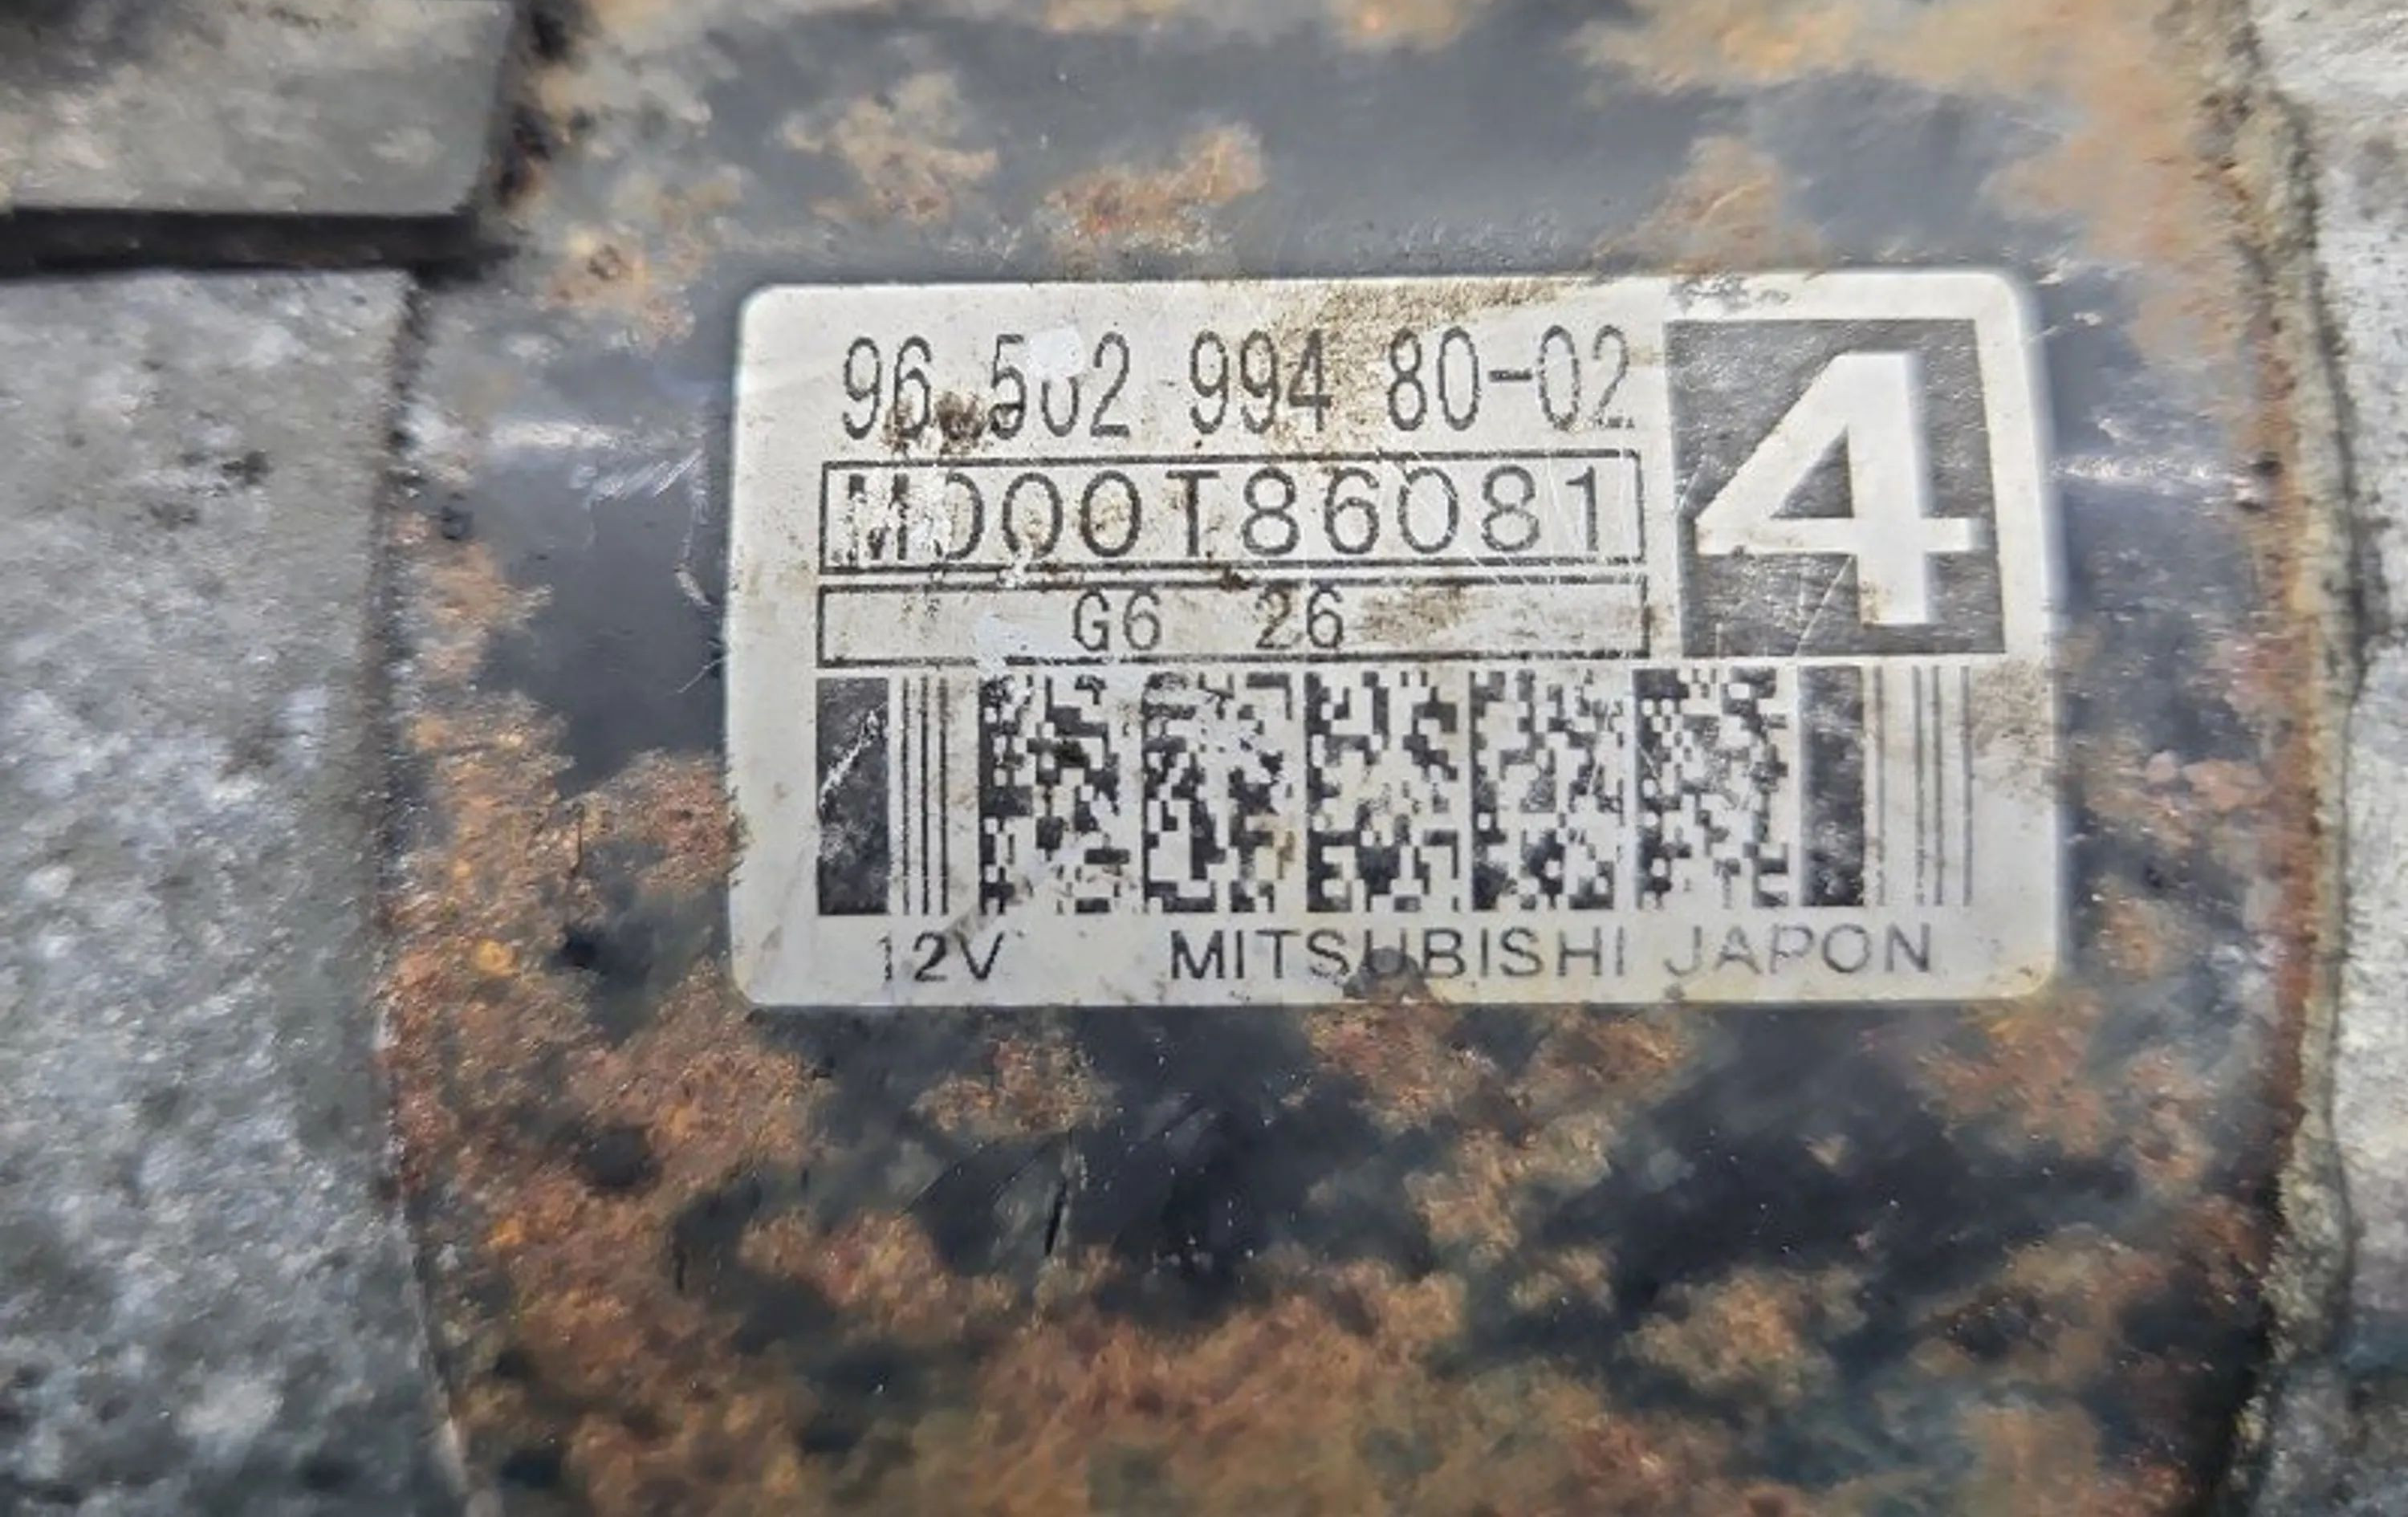 96 502 994 80-02
M000T86081
4
G6 26
12V MITSUBISHI JAPON